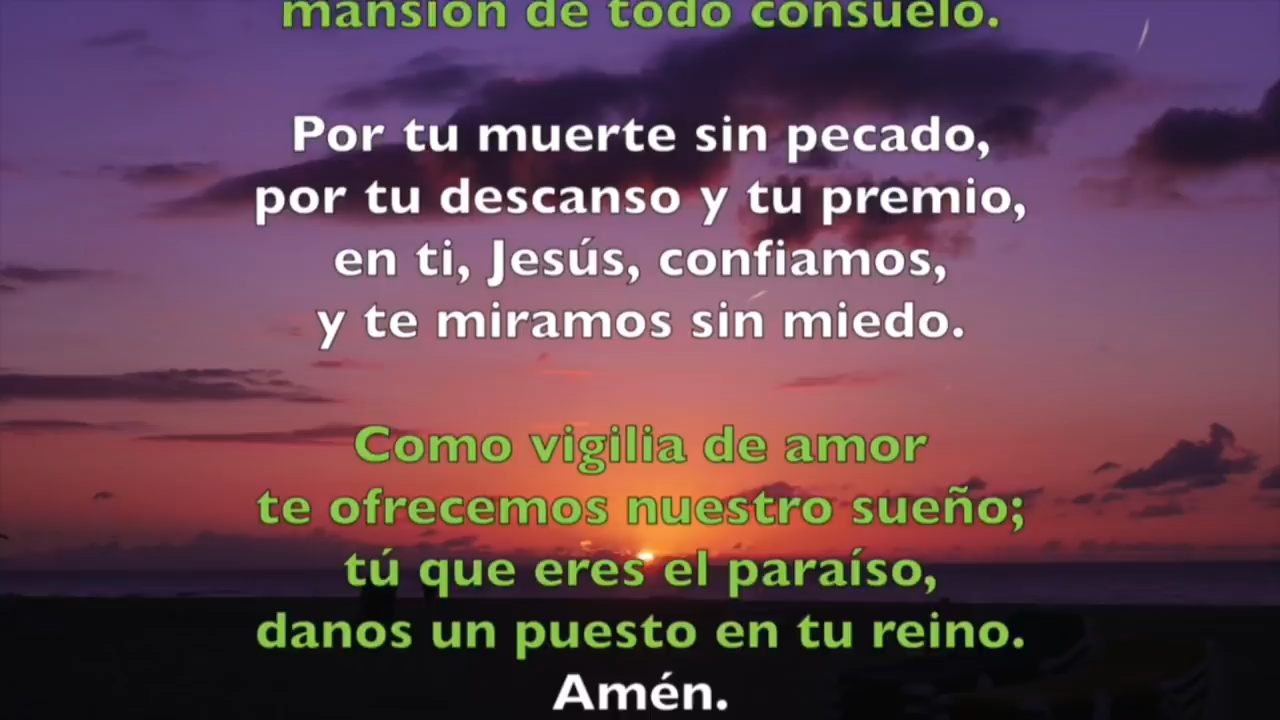 mansión de todo consuelo.
Por tu muerte sin pecado,
por tu descanso y tu premio,
en ti, Jesús, confiamos,
y te miramos sin miedo.
Como vigilia de amor
te ofrecemos nuestro sueño;
tú que eres el paraíso,
danos un puesto en tu reino.
Amén.